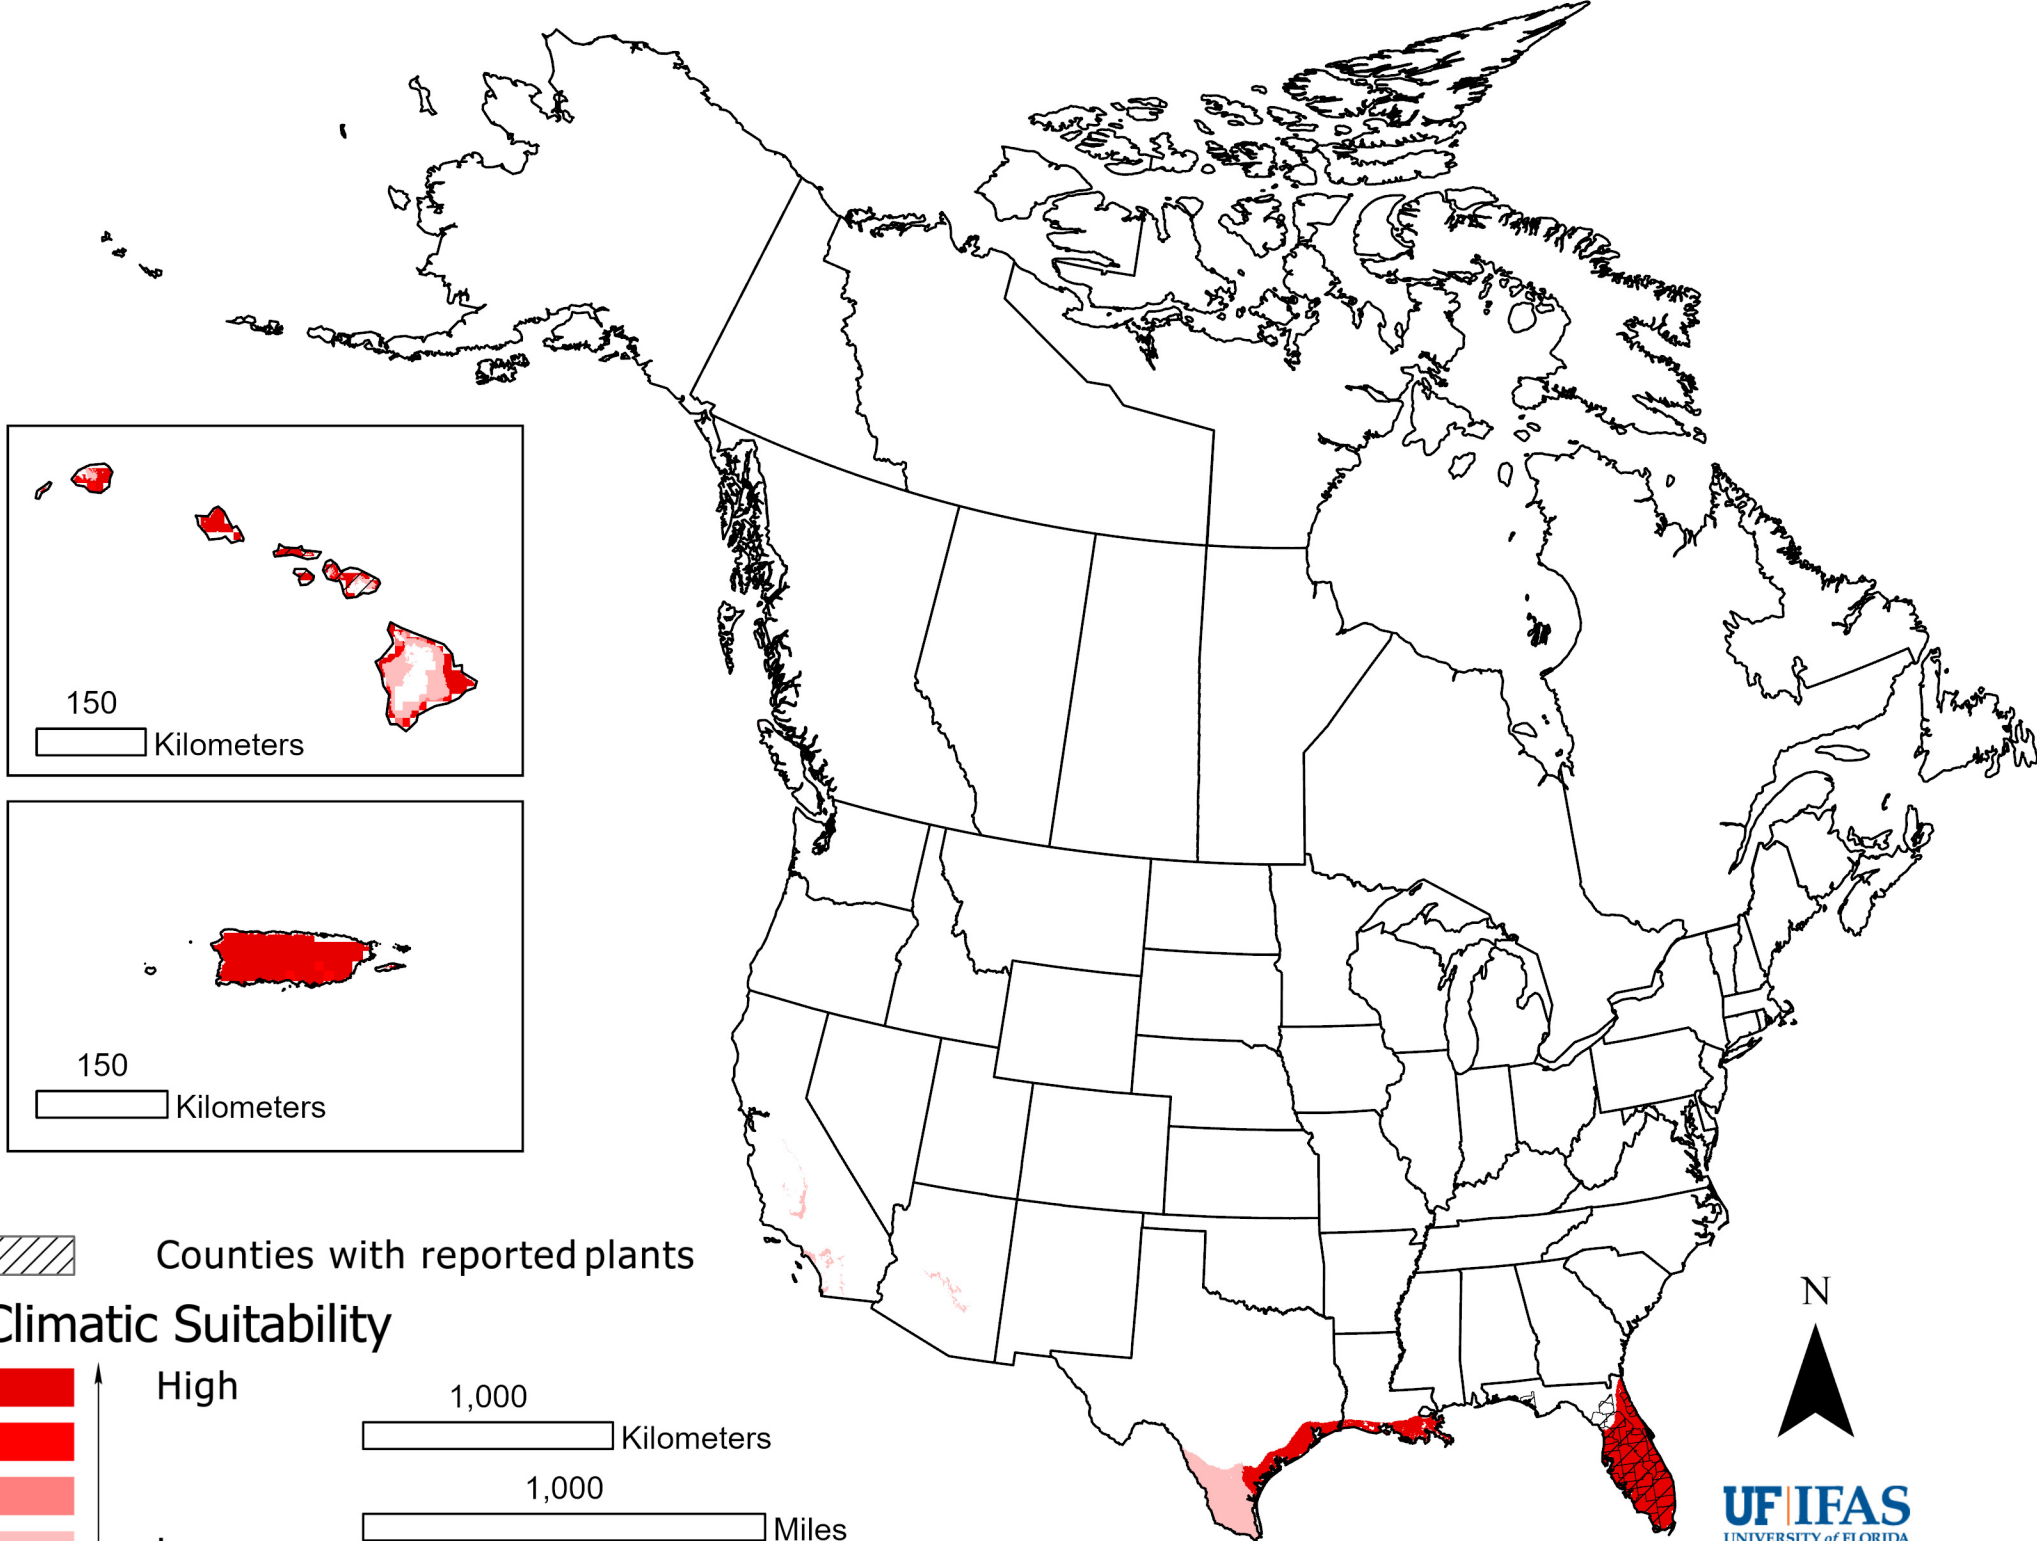 150
Kilometers
150
Kilometers
Counties with reported plants
Climatic Suitability
High
1,000
Kilometers
1,000
Miles
N
UF|IFAS
UNIVERSITY of FLORIDA